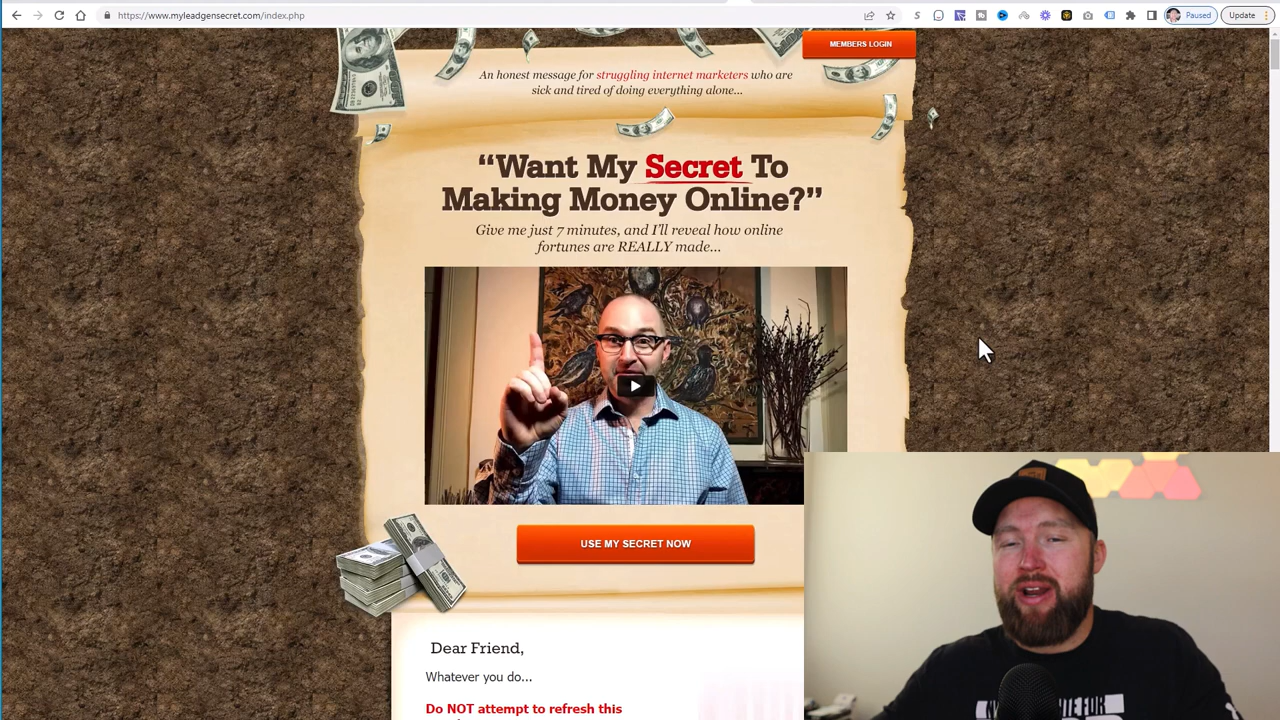 https://www.myleadgensecret.com/index.php
Paused
Update
MEMBERS LOGIN
An honest message for struggling internet marketers who are
sick and tired of doing everything alone...
“Want My Secret To
Making Money Online?”
Give me just 7 minutes, and I'll reveal how online
fortunes are REALLY made...
USE MY SECRET NOW
Dear Friend,
Whatever you do...
Do NOT attempt to refresh this